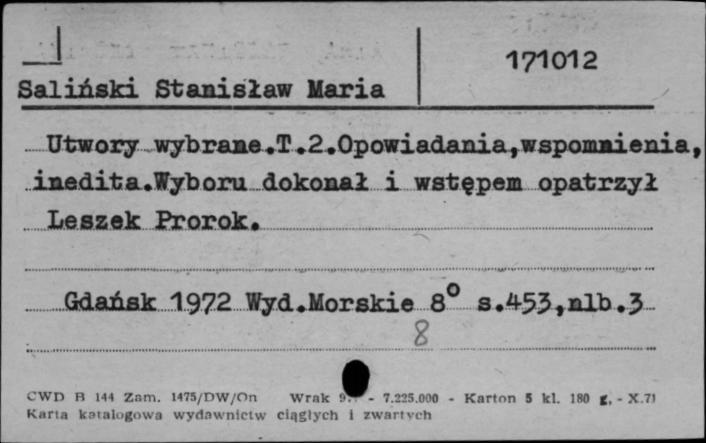 171012
Saliński Stanisław Maria
Utwory wybrane.T.2.Opowiadania,wspomnienia,
inedita.Wyboru dokonał i wstępem opatrzył
Leszek Prorok.
Gdańsk 1972 Wyd.Morskie 8° s.453,nlb.3
8
CWD B 144 Zam. 1475/DW/On Wrak - 7.225.000 - Karton 5 kl. 180 g. - X.71
Karta katalogowa wydawnictw ciągłych i zwartych